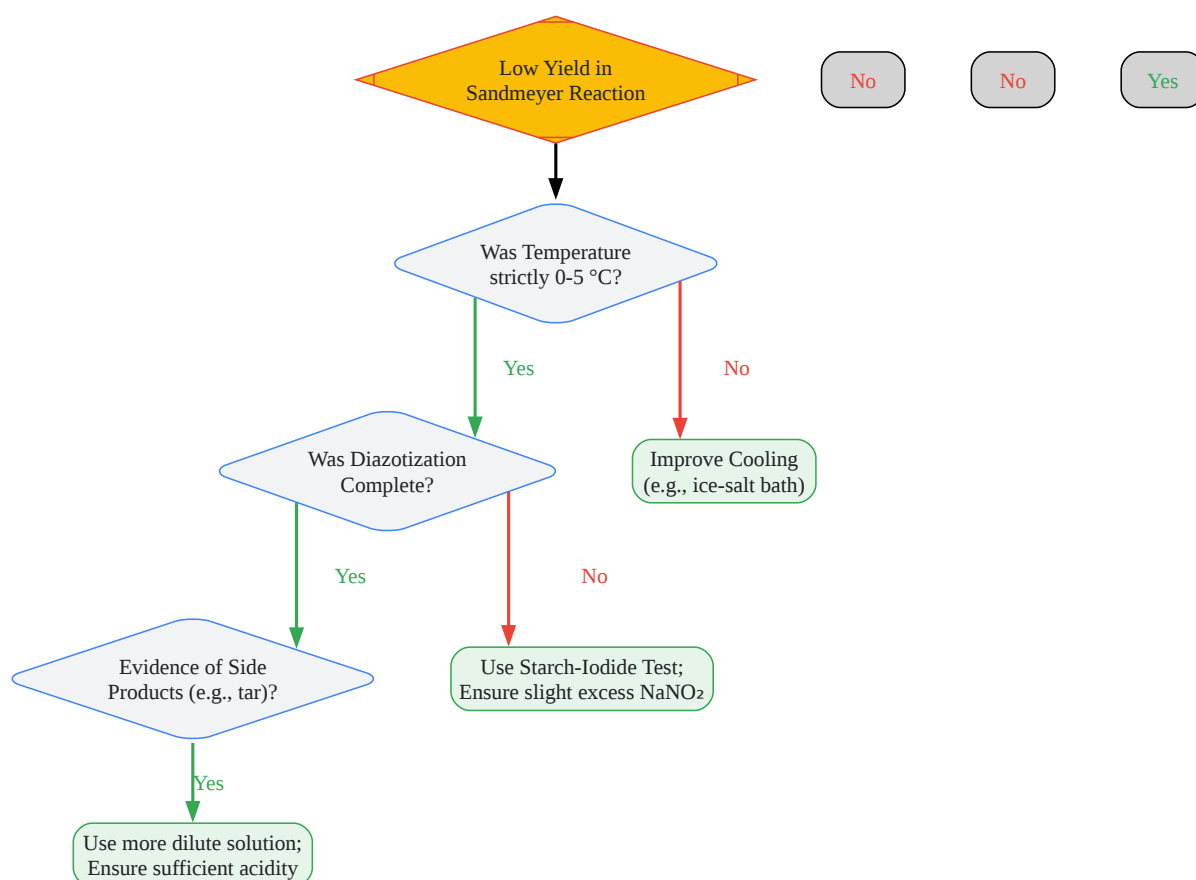 Low Yield in
Sandmeyer Reaction
No
No
Yes
Was Temperature
strictly 0-5 °C?
Yes
No
Was Diazotization
Complete?
Improve Cooling
(e.g., ice-salt bath)
Yes
No
Evidence of Side
Products (e.g., tar)?
Use Starch-Iodide Test;
Ensure slight excess NaNO₂
Yes
Use more dilute solution;
Ensure sufficient acidity